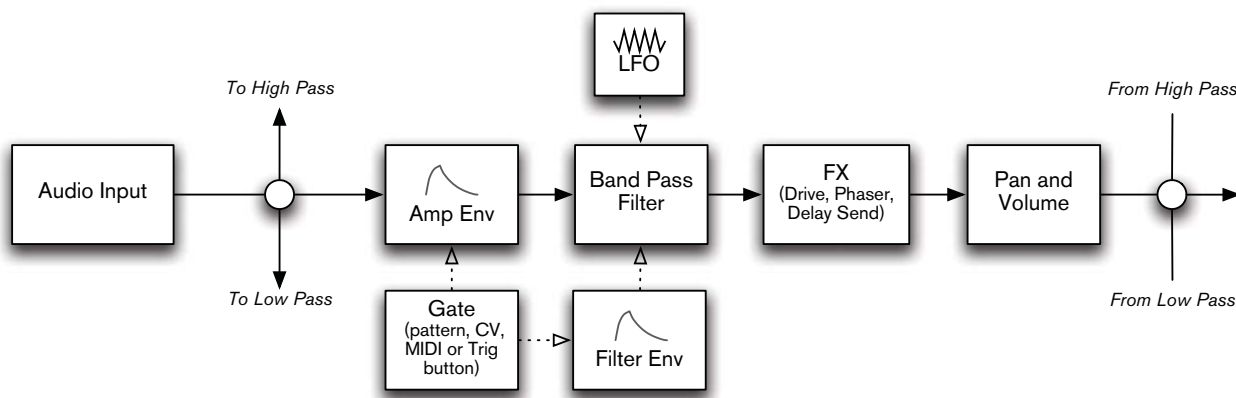 LFO
To High Pass
From High Pass
Audio Input
Amp Env
Band Pass
Filter
FX
(Drive, Phaser,
Delay Send)
Pan and
Volume
To Low Pass
From Low Pass
Gate
(pattern, CV,
MIDI or Trig
button)
Filter Env